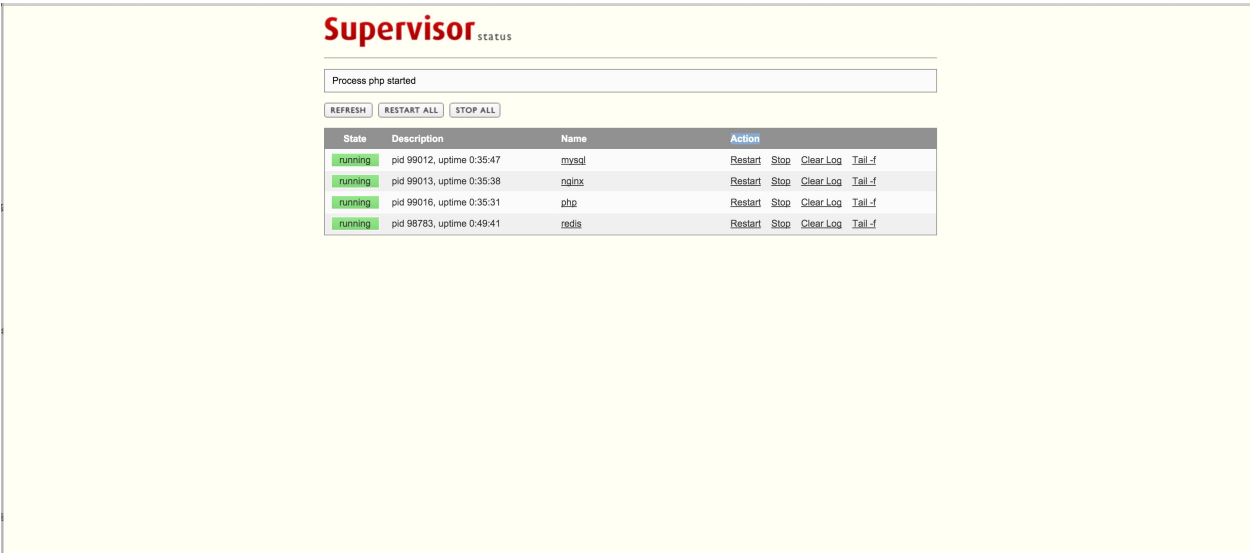 Supervisor status
Process php started
REFRESH RESTART ALL STOP ALL
State Description Name Action
running pid 99012, uptime 0:35:47 mysql Restart Stop Clear Log Tail -f
running pid 99013, uptime 0:35:38 nginx Restart Stop Clear Log Tail -f
running pid 99016, uptime 0:35:31 php Restart Stop Clear Log Tail -f
running pid 98783, uptime 0:49:41 redis Restart Stop Clear Log Tail -f